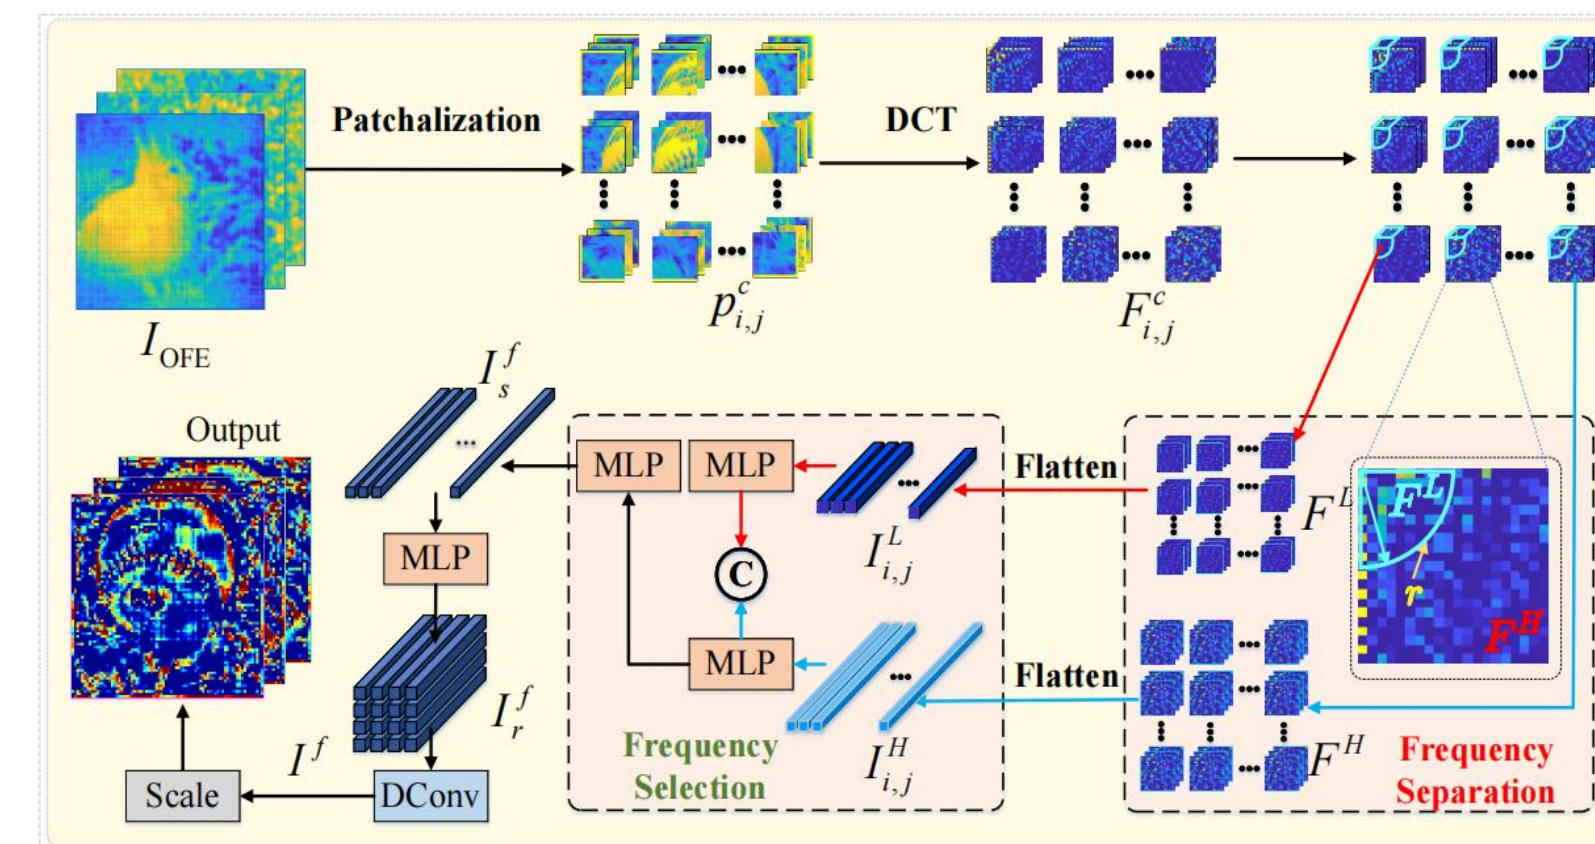 Patchalization
DCT
I_OFE
p^c_{i,j}
F^c_{i,j}
I^f_s
Output
MLP
MLP
MLP
Flatten
I^L_{i,j}
F^L
F^L
r
F^H
C
MLP
MLP
Flatten
I^H_{i,j}
F^H
I^f_r
I^f
Scale
DConv
Frequency
Selection
Frequency
Separation